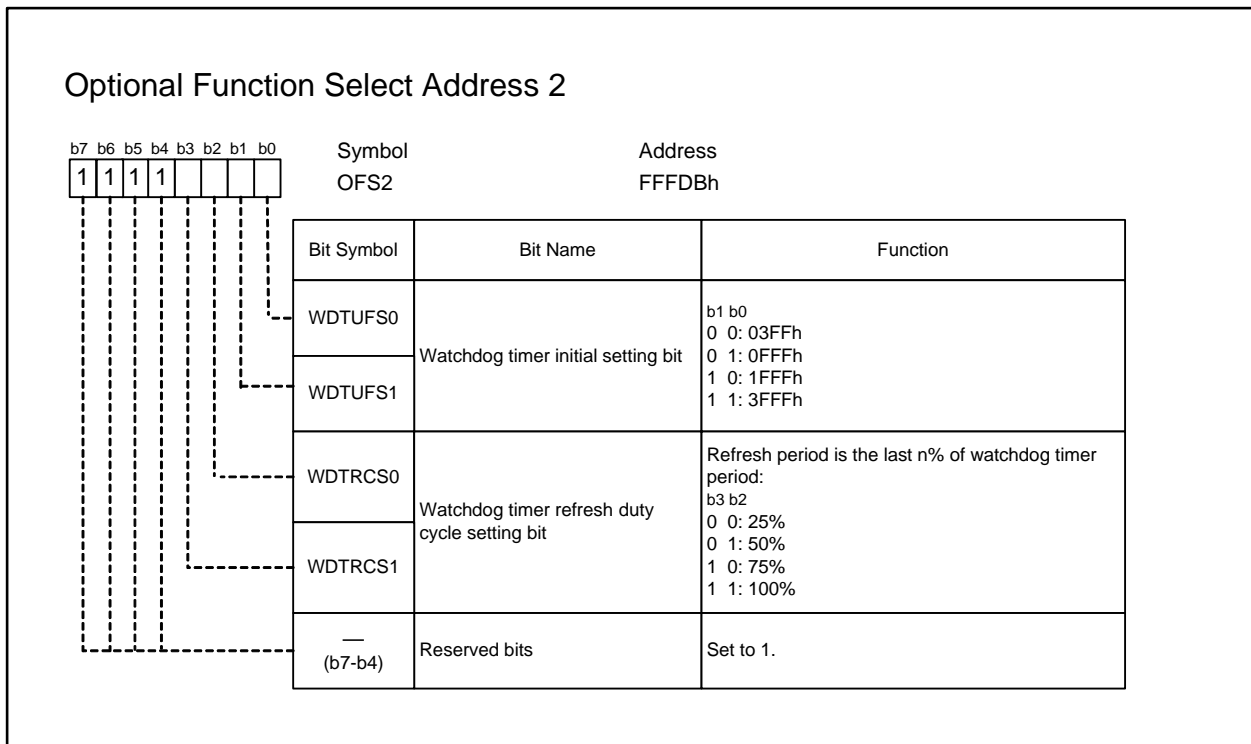 Optional Function Select Address 2
b7 b6 b5 b4 b3 b2 b1 b0
1 1 1 1
Symbol Address
OFS2 FFFDBh
Bit Symbol Bit Name Function
WDTUFS0
WDTUFS1
Watchdog timer initial setting bit
b1 b0
0 0: 03FFh
0 1: 0FFFh
1 0: 1FFFh
1 1: 3FFFh
WDTRCS0
WDTRCS1
Watchdog timer refresh duty
cycle setting bit
Refresh period is the last n% of watchdog timer
period:
b3 b2
0 0: 25%
0 1: 50%
1 0: 75%
1 1: 100%
—
(b7-b4)
Reserved bits
Set to 1.